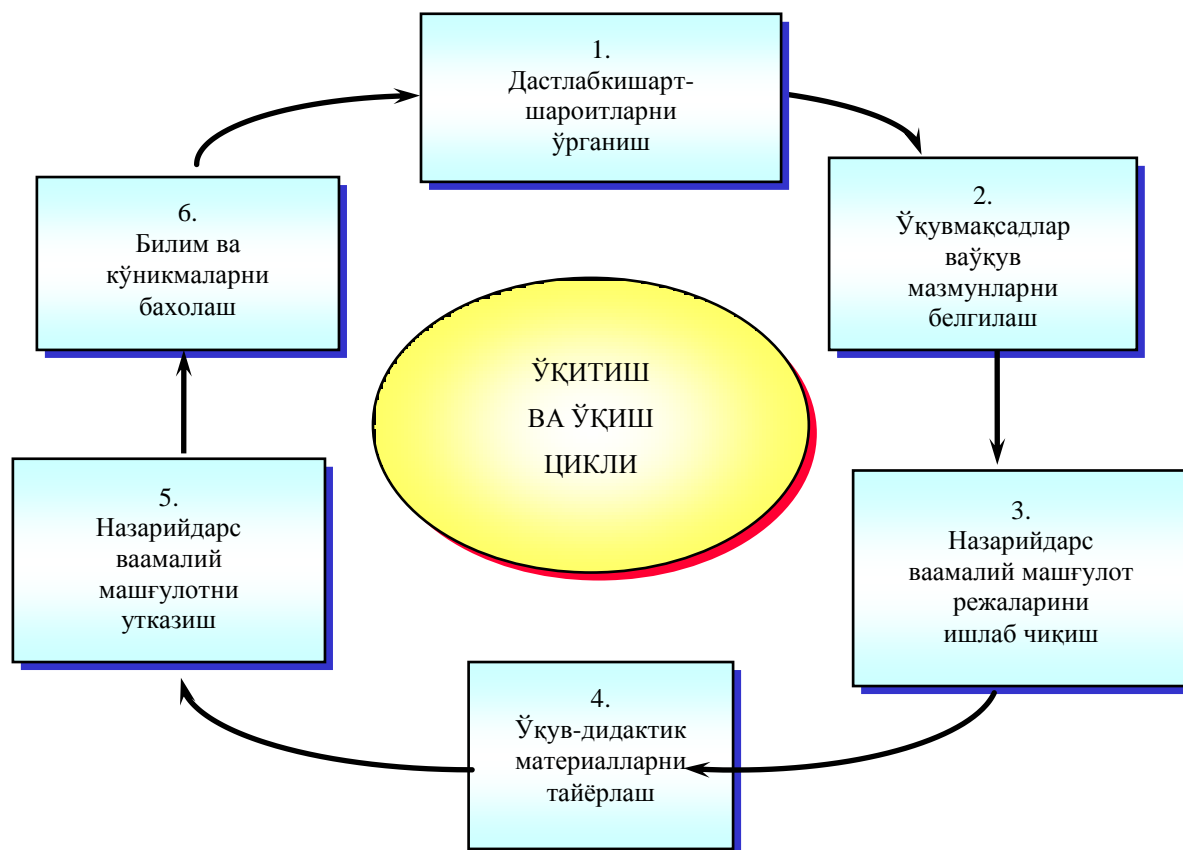 1.
Дастлабкишарт-
шароитларни
ўрганиш
2.
Ўқувмақсадлар
ваўқув
мазмунларни
белгилаш
3.
Назарийдарс
ваамалий машғулот
режаларини
ишлаб чиқиш
4.
Ўқув-дидактик
материалларни
тайёрлаш
5.
Назарийдарс
ваамалий
машғулотни
утказиш
6.
Билим ва
кўникмаларни
бахолаш
ЎҚИТИШ
ВА ЎҚИШ
ЦИКЛИ